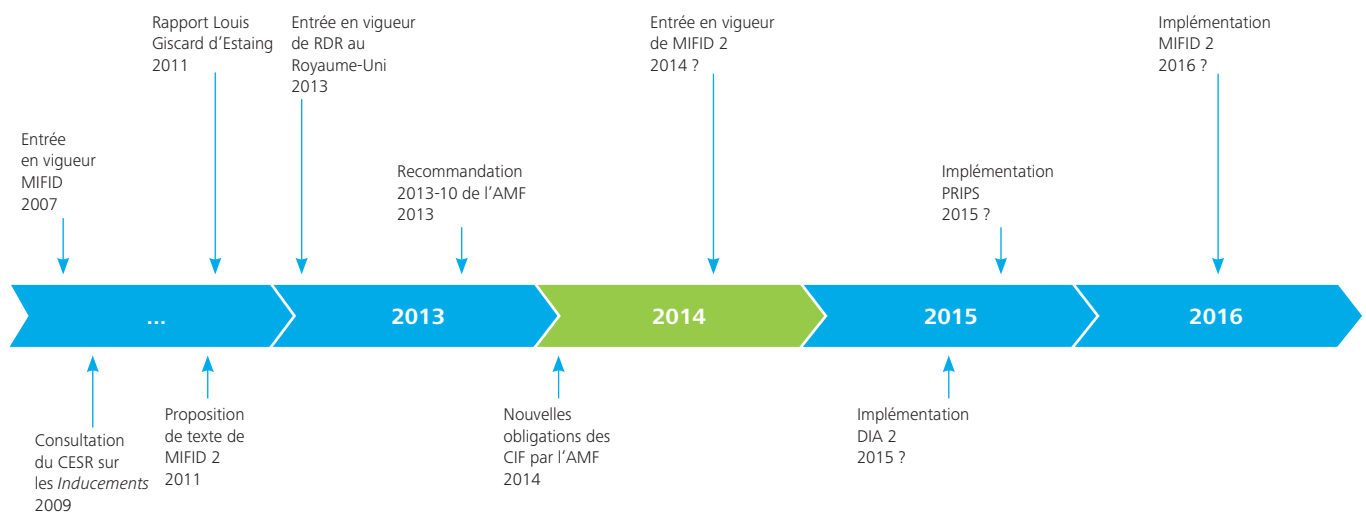 Rapport Louis
Giscard d'Estaing
2011
Entrée en vigueur
de RDR au
Royaume-Uni
2013
Entrée en vigueur
de MIFID 2
2014 ?
Implémentation
MIFID 2
2016 ?
Entrée
en vigueur
MIFID
2007
Recommandation
2013-10 de l'AMF
2013
Implémentation
PRIPS
2015 ?
...
2013
2014
2015
2016
Consultation
du CESR sur
les Inducements
2009
Proposition
de texte de
MIFID 2
2011
Nouvelles
obligations des
CIF par l'AMF
2014
Implémentation
DIA 2
2015 ?